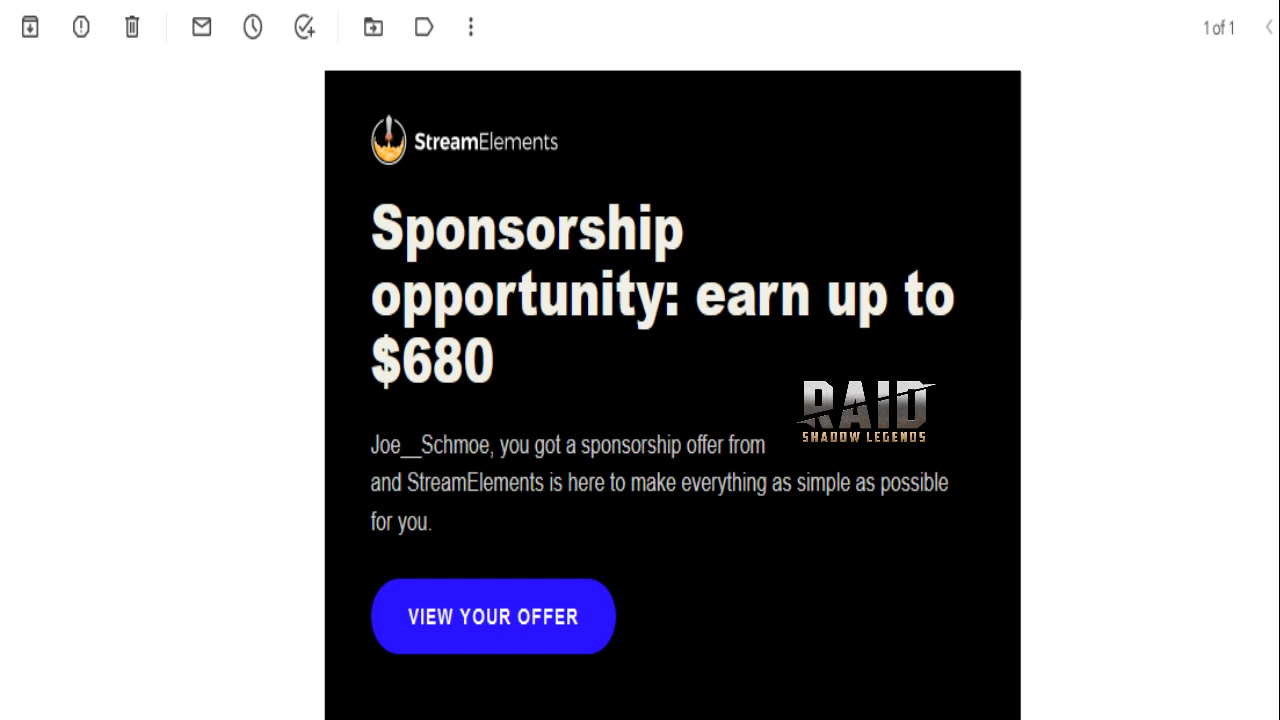 1 of 1
StreamElements
Sponsorship
opportunity: earn up to
$680
RAID
SHADOW LEGENDS
Joe__Schmoe, you got a sponsorship offer from
and StreamElements is here to make everything as simple as possible
for you.
VIEW YOUR OFFER